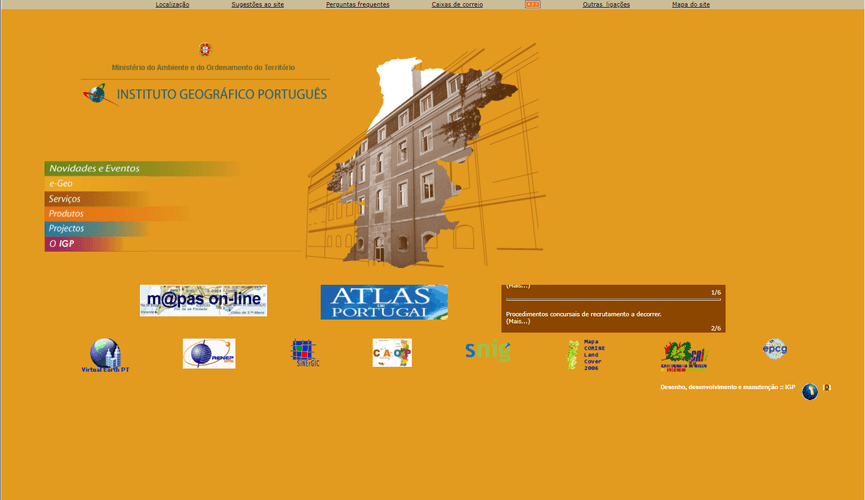 Localização Sugestões ao site Perguntas frequentes Caixas de correio RSS Outras. ligações Mapa do site
Ministério do Ambiente e do Ordenamento do Território
INSTITUTO GEOGRÁFICO PORTUGUÊS
Novidades e Eventos
e-Geo
Serviços
Produtos
Projectos
O IGP
m@pas on-line
ATLAS
DE
PORTUGAL
(Mais...)
1/6
Procedimentos concursais de recrutamento a decorrer.
(Mais...)
2/6
Virtual Earth PT
SiNErGIC
CAOP
snig
Mapa
CORINE
Land
Cover
2006
epcg
Desenho, desenvolvimento e manutenção :: IGP [D]